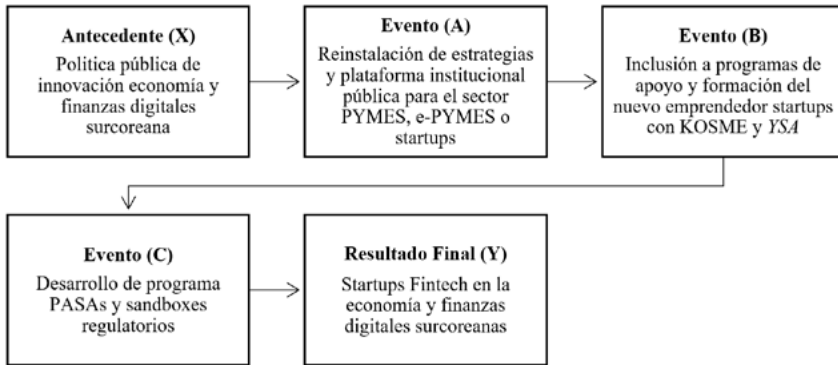 Antecedente (X)
Politica pública de
innovación economía y
finanzas digitales
surcoreana
Evento (A)
Reinstalación de estrategias
y plataforma institucional
pública para el sector
PYMES, e-PYMES o
startups
Evento (B)
Inclusión a programas de
apoyo y formación del
nuevo emprendedor startups
con KOSME y YSA
Evento (C)
Desarrollo de programa
PASAs y sandboxes
regulatorios
Resultado Final (Y)
Startups Fintech en la
economía y finanzas
digitales surcoreanas